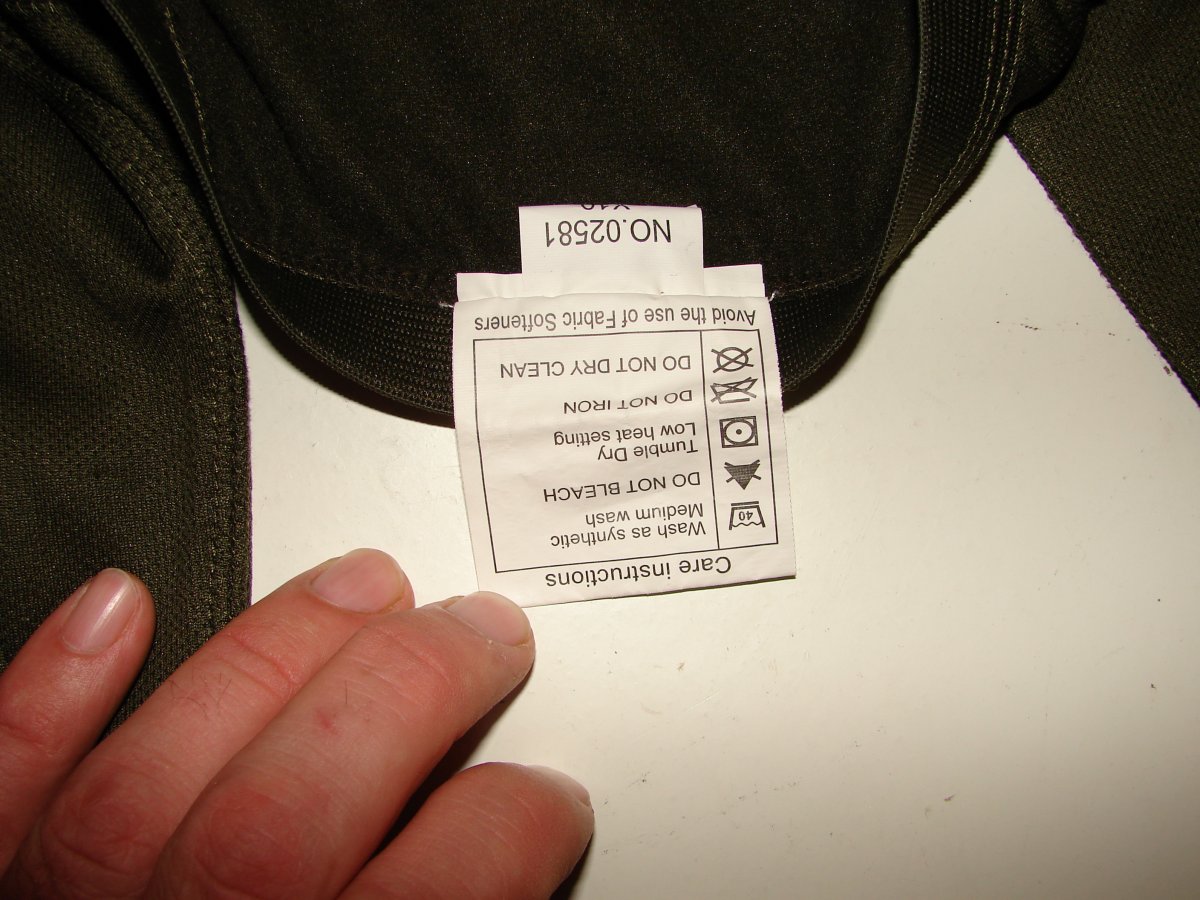 Care instructions
40
Wash as synthetic
Medium wash
DO NOT BLEACH
Tumble Dry
Low heat setting
DO NOT IRON
DO NOT DRY CLEAN
Avoid the use of Fabric Softeners
NO.02581